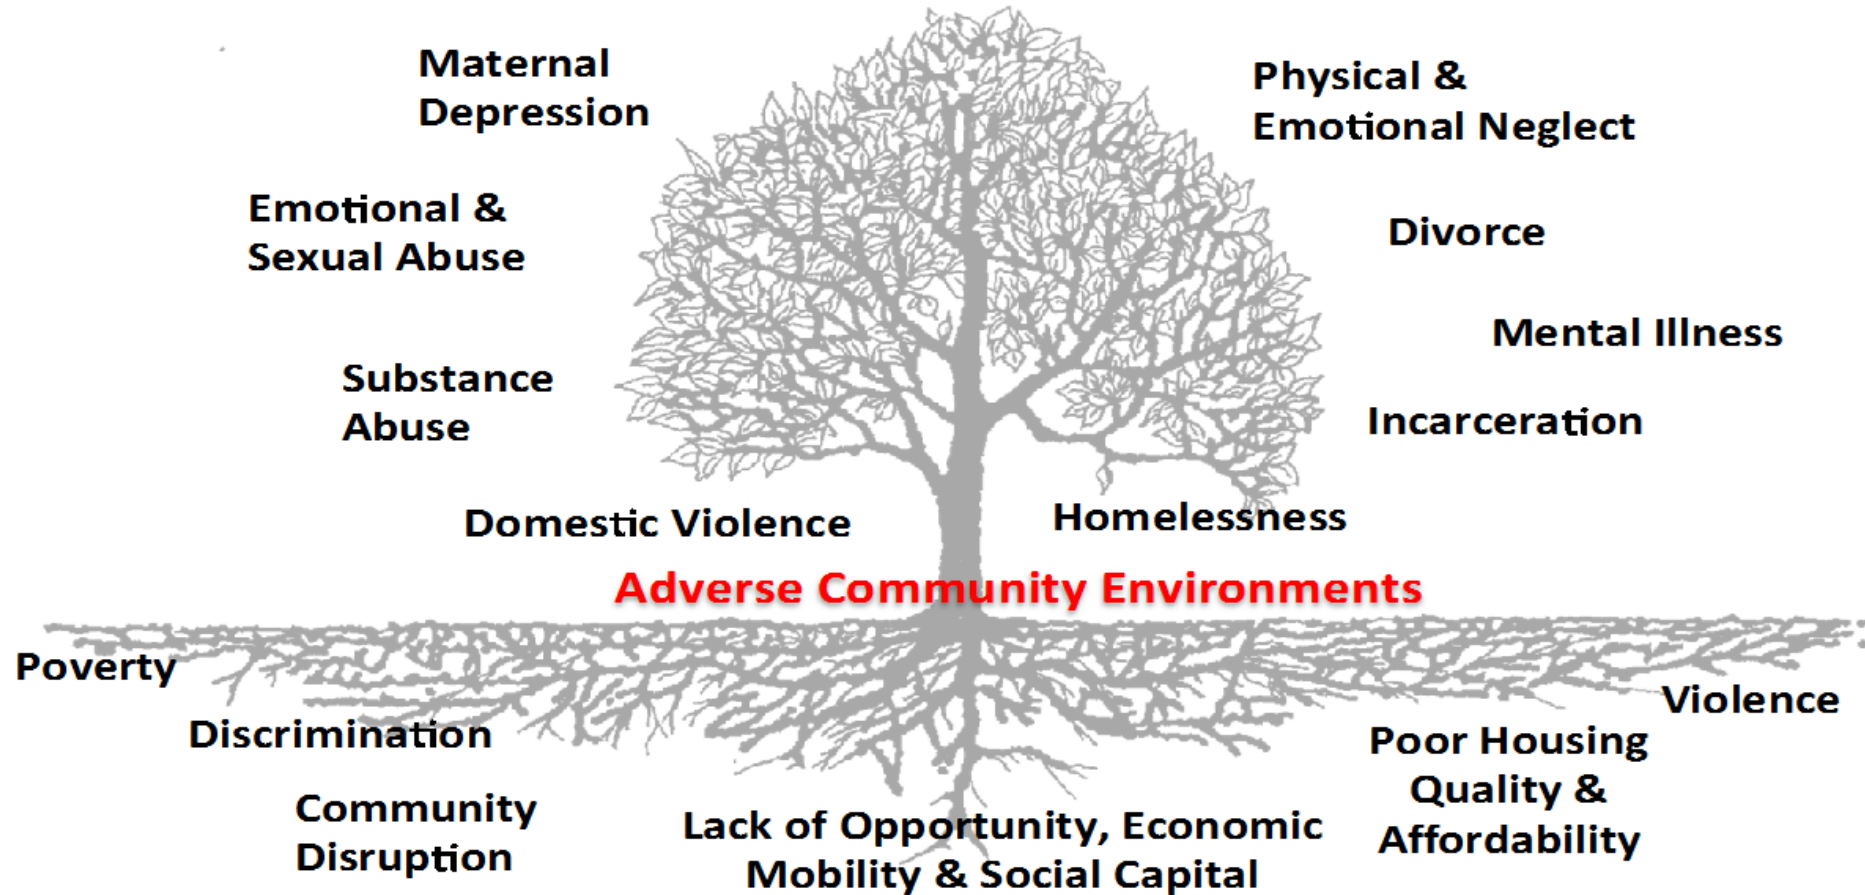 Maternal
Depression
Physical &
Emotional Neglect
Emotional &
Sexual Abuse
Divorce
Mental Illness
Substance
Abuse
Incarceration
Domestic Violence
Homelessness
Adverse Community Environments
Poverty
Discrimination
Violence
Poor Housing
Quality &
Affordability
Community
Disruption
Lack of Opportunity, Economic
Mobility & Social Capital